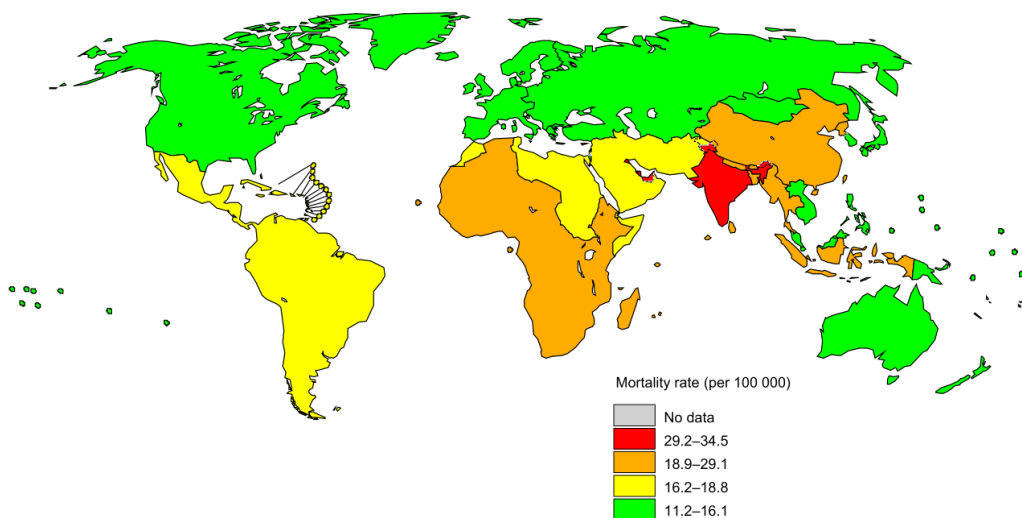 Mortality rate (per 100 000)
No data
29.2–34.5
18.9–29.1
16.2–18.8
11.2–16.1